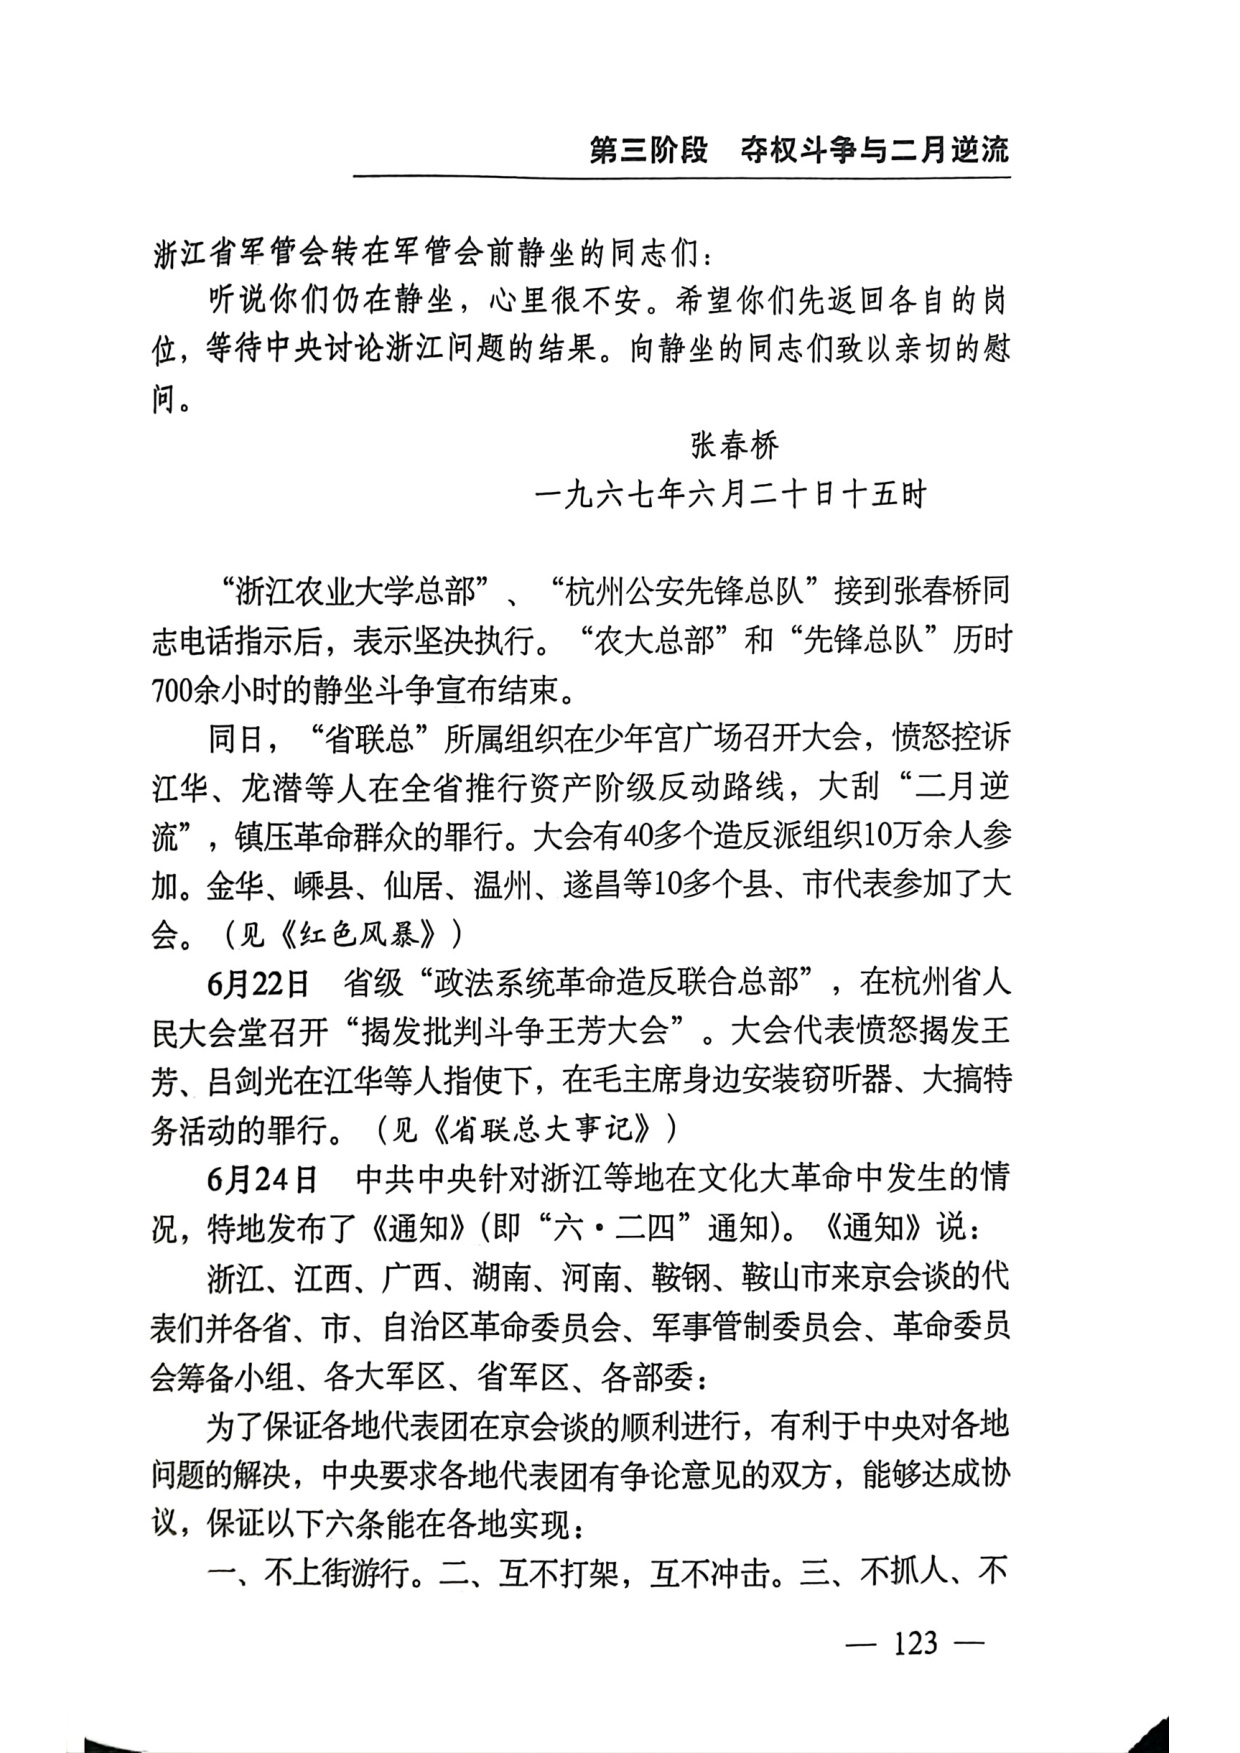 第三阶段　夺权斗争与二月逆流
浙江省军管会转在军管会前静坐的同志们：
听说你们仍在静坐，心里很不安。希望你们先返回各自的岗
位，等待中央讨论浙江问题的结果。向静坐的同志们致以亲切的慰
问。
张春桥
一九六七年六月二十日十五时
“浙江农业大学总部”、“杭州公安先锋总队”接到张春桥同
志电话指示后，表示坚决执行。“农大总部”和“先锋总队”历时
700余小时的静坐斗争宣布结束。
同日，“省联总”所属组织在少年宫广场召开大会，愤怒控诉
江华、龙潜等人在全省推行资产阶级反动路线，大刮“二月逆
流”，镇压革命群众的罪行。大会有40多个造反派组织10万余人参
加。金华、嵊县、仙居、温州、遂昌等10多个县、市代表参加了大
会。（见《红色风暴》）
6月22日　省级“政法系统革命造反联合总部”，在杭州省人
民大会堂召开“揭发批判斗争王芳大会”。大会代表愤怒揭发王
芳、吕剑光在江华等人指使下，在毛主席身边安装窃听器、大搞特
务活动的罪行。（见《省联总大事记》）
6月24日　中共中央针对浙江等地在文化大革命中发生的情
况，特地发布了《通知》(即“六·二四”通知)。《通知》说：
浙江、江西、广西、湖南、河南、鞍钢、鞍山市来京会谈的代
表们并各省、市、自治区革命委员会、军事管制委员会、革命委员
会筹备小组、各大军区、省军区、各部委：
为了保证各地代表团在京会谈的顺利进行，有利于中央对各地
问题的解决，中央要求各地代表团有争论意见的双方，能够达成协
议，保证以下六条能在各地实现：
一、不上街游行。二、互不打架，互不冲击。三、不抓人、不
— 123 —